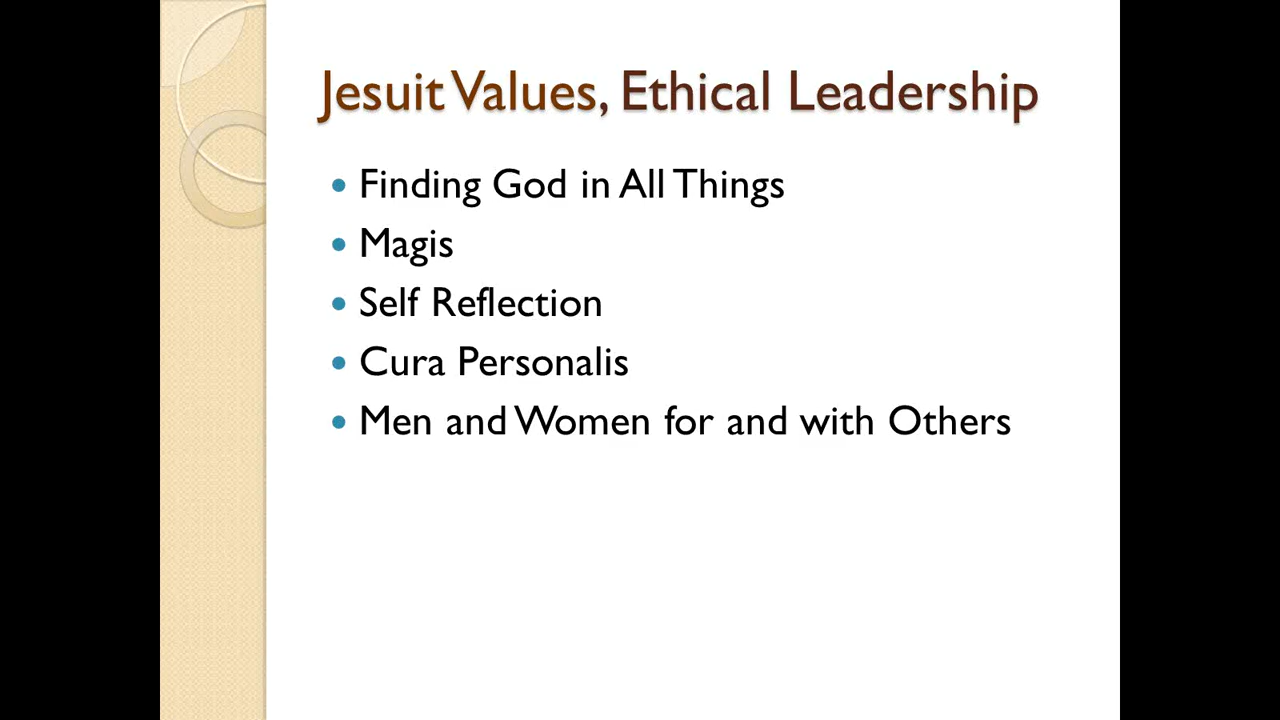 Jesuit Values, Ethical Leadership
Finding God in All Things
Magis
Self Reflection
Cura Personalis
Men and Women for and with Others